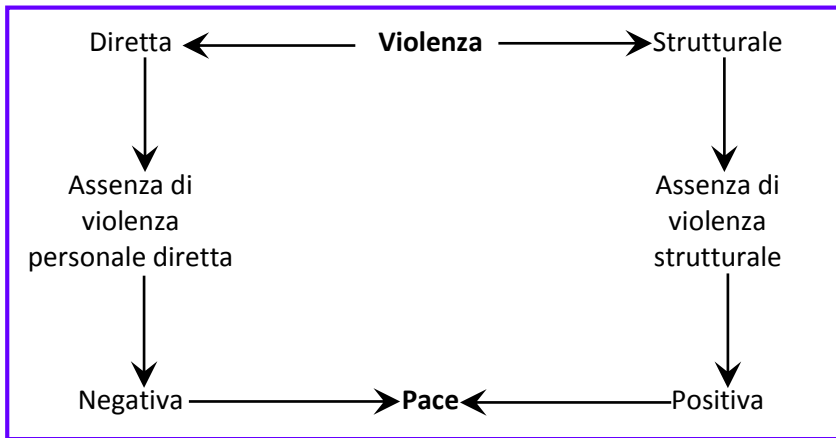 Diretta Violenza Strutturale
Assenza di
violenza
personale diretta
Assenza di
violenza
strutturale
Negativa Pace Positiva